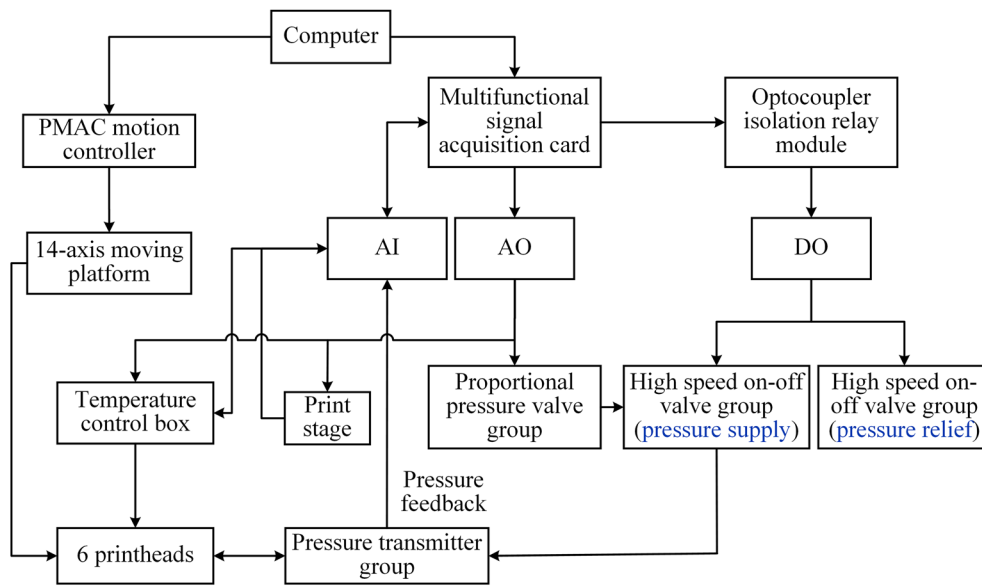 Computer
Multifunctional
signal
acquisition card
Optocoupler
isolation relay
module
PMAC motion
controller
14-axis moving
platform
AI
AO
DO
Temperature
control box
Print
stage
Proportional
pressure valve
group
High speed on-off
valve group
(pressure supply)
High speed on-
off valve group
(pressure relief)
Pressure
feedback
6 printheads
Pressure transmitter
group